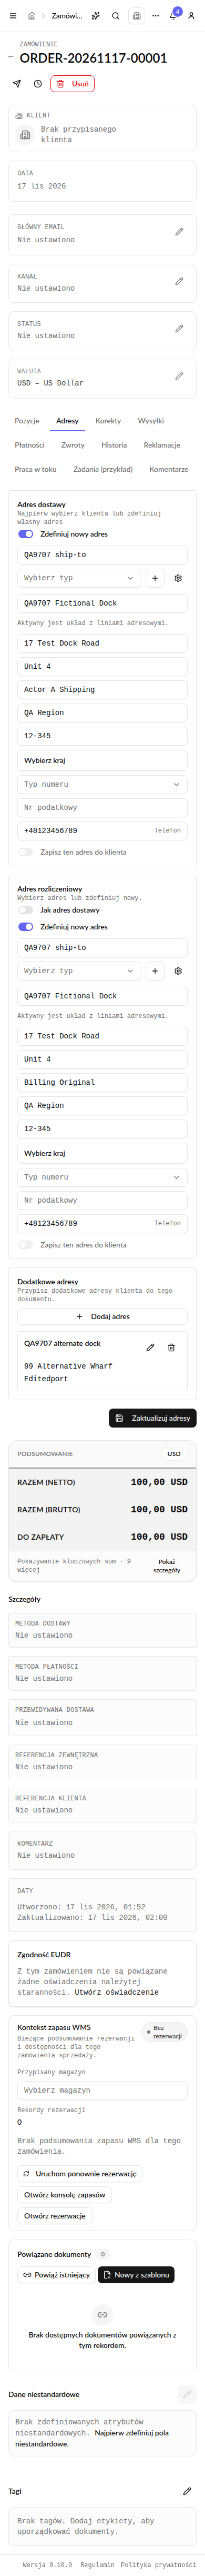 Zamówi...
4
ZAMÓWIENIE
← ORDER-20261117-00001
Usuń
KLIENT
Brak przypisanego
klienta
DATA
17 lis 2026
GŁÓWNY EMAIL
Nie ustawiono
KANAŁ
Nie ustawiono
STATUS
Nie ustawiono
WALUTA
USD – US Dollar
Pozycje Adresy Korekty Wysyłki
Płatności Zwroty Historia Reklamacje
Praca w toku Zadania (przykład) Komentarze
Adres dostawy
Najpierw wybierz klienta lub zdefiniuj
własny adres
Zdefiniuj nowy adres
QA9707 ship-to
Wybierz typ
QA9707 Fictional Dock
Aktywny jest układ z liniami adresowymi.
17 Test Dock Road
Unit 4
Actor A Shipping
QA Region
12-345
Wybierz kraj
Typ numeru
Nr podatkowy
+48123456789 Telefon
Zapisz ten adres do klienta
Adres rozliczeniowy
Wybierz adres lub zdefiniuj nowy.
Jak adres dostawy
Zdefiniuj nowy adres
QA9707 ship-to
Wybierz typ
QA9707 Fictional Dock
Aktywny jest układ z liniami adresowymi.
17 Test Dock Road
Unit 4
Billing Original
QA Region
12-345
Wybierz kraj
Typ numeru
Nr podatkowy
+48123456789 Telefon
Zapisz ten adres do klienta
Dodatkowe adresy
Przypisz dodatkowe adresy klienta do tego
dokumentu.
+ Dodaj adres
QA9707 alternate dock
99 Alternative Wharf
Editedport
Zaktualizuj adresy
PODSUMOWANIE USD
RAZEM (NETTO) 100,00 USD
RAZEM (BRUTTO) 100,00 USD
DO ZAPŁATY 100,00 USD
Pokazywanie kluczowych sum · 9
więcej
Pokaż
szczegóły
Szczegóły
METODA DOSTAWY
Nie ustawiono
METODA PŁATNOŚCI
Nie ustawiono
PRZEWIDYWANA DOSTAWA
Nie ustawiono
REFERENCJA ZEWNĘTRZNA
Nie ustawiono
REFERENCJA KLIENTA
Nie ustawiono
KOMENTARZ
Nie ustawiono
DATY
Utworzono: 17 lis 2026, 01:52
Zaktualizowano: 17 lis 2026, 02:00
Zgodność EUDR
Z tym zamówieniem nie są powiązane
żadne oświadczenia należytej
staranności. Utwórz oświadczenie
Kontekst zapasu WMS
Bieżące podsumowanie rezerwacji
i dostępności dla tego
zamówienia sprzedaży.
Bez
rezerwacji
Przypisany magazyn
Wybierz magazyn
Rekordy rezerwacji
0
Brak podsumowania zapasu WMS dla tego
zamówienia.
Uruchom ponownie rezerwację
Otwórz konsolę zapasów
Otwórz rezerwacje
Powiązane dokumenty 0
Powiąż istniejący Nowy z szablonu
Brak dostępnych dokumentów powiązanych z
tym rekordem.
Dane niestandardowe
Brak zdefiniowanych atrybutów
niestandardowych. Najpierw zdefiniuj pola
niestandardowe.
Tagi
Brak tagów. Dodaj etykiety, aby
uporządkować dokumenty.
Wersja 0.10.0 Regulamin Polityka prywatności